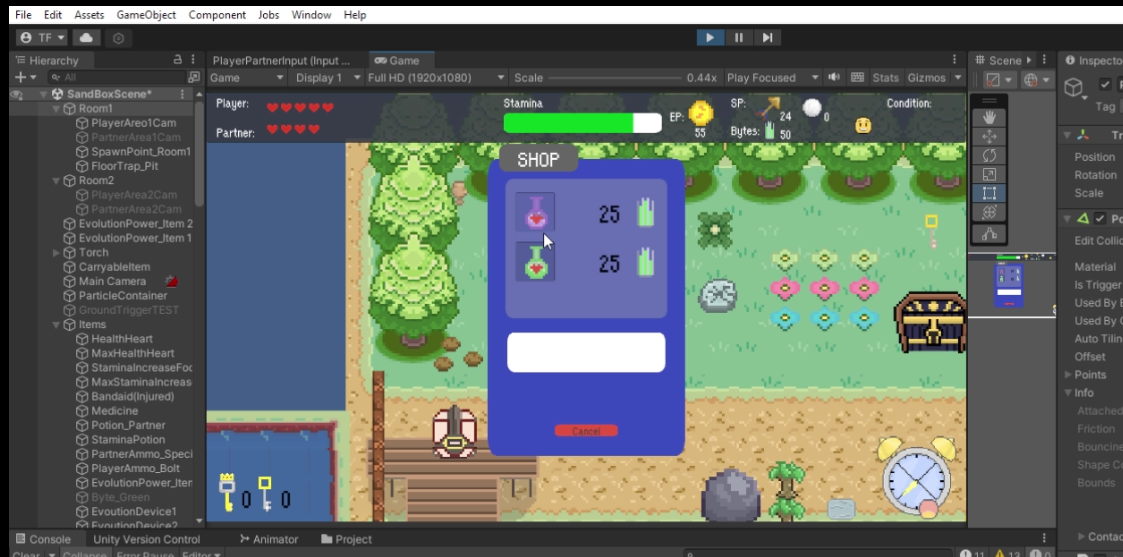 File Edit Assets GameObject Component Jobs Window Help
TF
Hierarchy
PlayerPartnerInput (Input ...
Game
Scene
Inspecto
All
Game Display 1 Full HD (1920x1080) Scale 0.44x Play Focused Stats Gizmos
SandBoxScene*
Room1
PlayerAreo1Cam
PartnerArea1Cam
SpawnPoint_Room1
FloorTrap_Pit
Room2
PlayerArea2Cam
PartnerArea2Cam
EvolutionPower_Item 2
EvolutionPower_Item 1
Torch
CarryableItem
Main Camera
ParticleContainer
GroundTriggerTEST
Items
HealthHeart
MaxHealthHeart
StaminaIncreaseFoo
MaxStaminaIncreas
Bandaid(Injured)
Medicine
Potion_Partner
StaminaPotion
PartnerAmmo_Speci
PlayerAmmo_Bolt
EvolutionPower_Iter
Byte_Green
EvoutionDevice1
EvoutionDevice2
Player:
Partner:
Stamina
EP:
55
SP:
24
0
Bytes:
50
Condition:
SHOP
25
25
Cancel
0 0
Tag
Tr
Position
Rotation
Scale
Po
Edit Collid
Material
Is Trigger
Used By E
Used By C
Auto Tilin
Offset
Points
Info
Attached
Friction
Bouncine
Shape Co
Bounds
Contac
Console Unity Version Control Animator Project
Clear Collapse Error Pause Editor
11 13 0